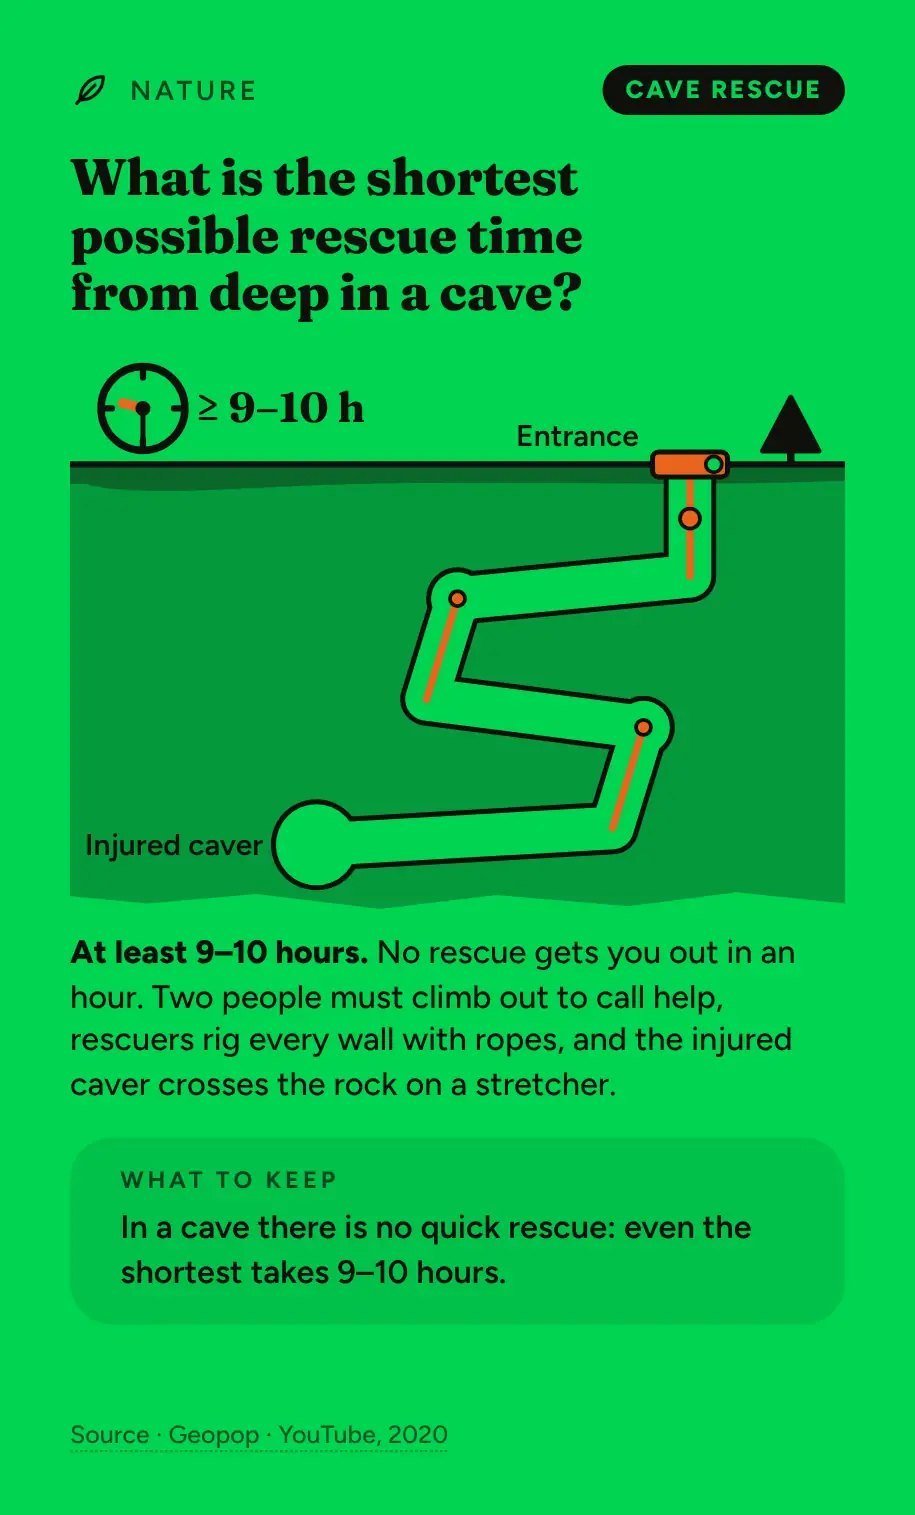 NATURE
CAVE RESCUE
What is the shortest
possible rescue time
from deep in a cave?
≥ 9–10 h
Entrance
Injured caver
At least 9–10 hours. No rescue gets you out in an
hour. Two people must climb out to call help,
rescuers rig every wall with ropes, and the injured
caver crosses the rock on a stretcher.
WHAT TO KEEP
In a cave there is no quick rescue: even the
shortest takes 9–10 hours.
Source · Geopop · YouTube, 2020